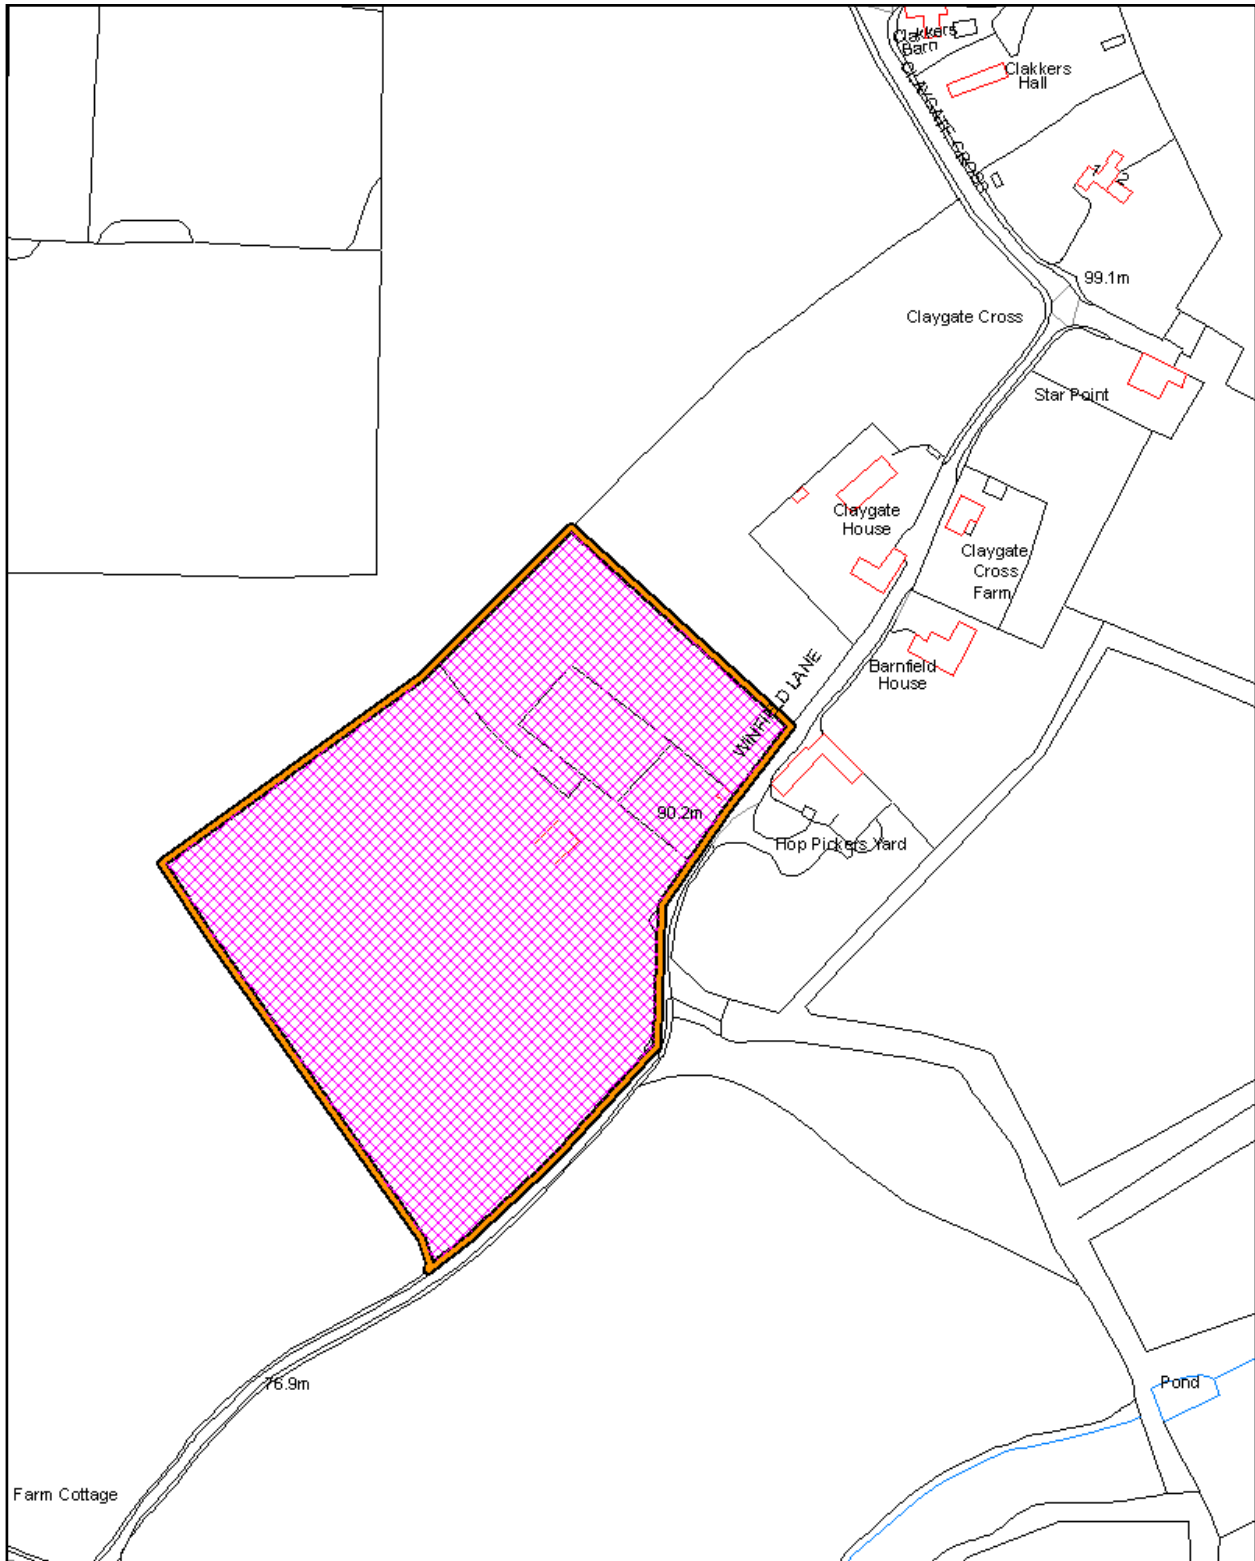 Clakkers
Barn
Clakkers
Hall
CLAYGATE CROSS
1
2
99.1m
Claygate Cross
Star Point
Claygate
House
Claygate
Cross
Farm
Barnfield
House
WINFIELD LANE
90.2m
Hop Pickers Yard
76.9m
Pond
Farm Cottage